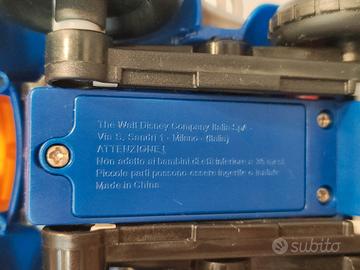 The Walt Disney Company Italia SpA -
Via S. Sandri 1 - Milano - (Italia)
ATTENZIONE!
Non adatto ai bambini di età inferiore a 36 mesi.
Piccole parti possono essere ingerite o inalate
Made in China
subito